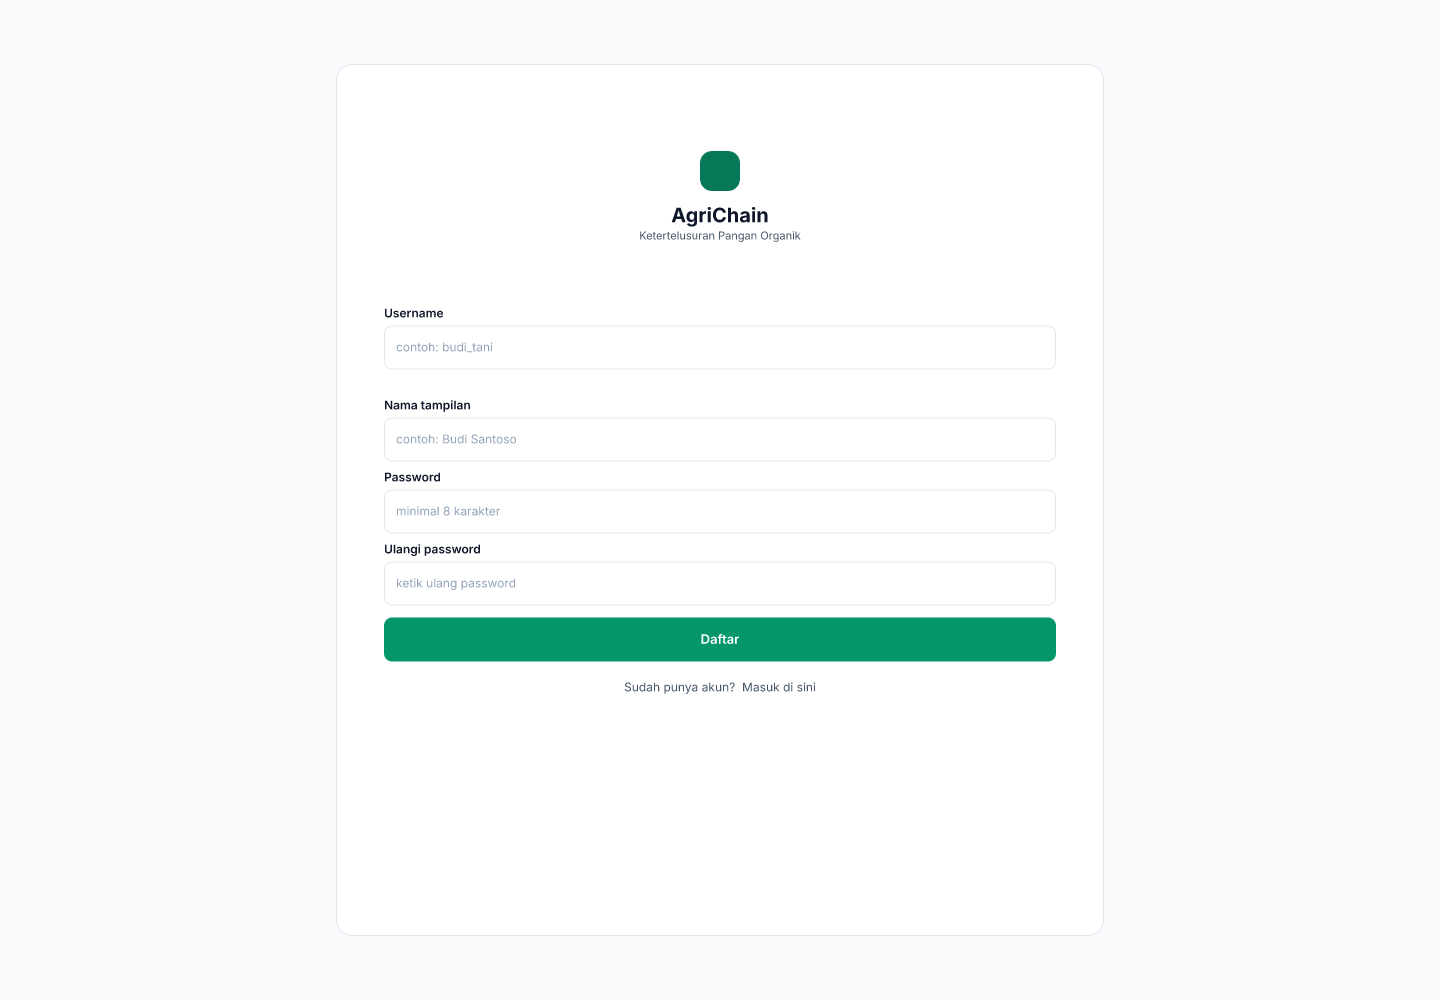 AgriChain
Ketertelusuran Pangan Organik
Username
contoh: budi_tani
Nama tampilan
contoh: Budi Santoso
Password
minimal 8 karakter
Ulangi password
ketik ulang password
Daftar
Sudah punya akun? Masuk di sini